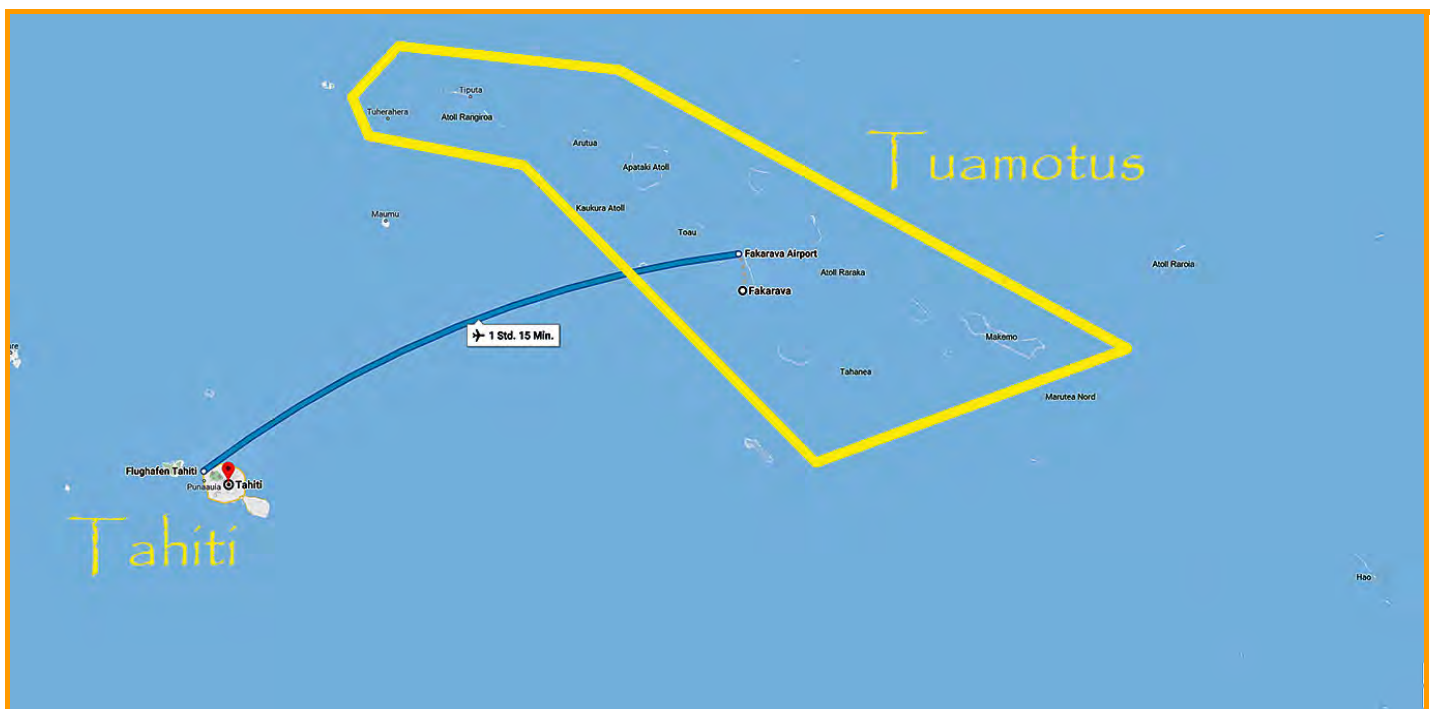 Tiputa
Tuherahera
Atoll Rangiroa
Arutua
Tuamotus
Apataki Atoll
Kaukura Atoll
Maumu
Toau
Fakarava Airport
Atoll Raroia
Atoll Raraka
Fakarava
1 Std. 15 Min.
Makemo
re
Tahanea
Marutea Nord
Flughafen Tahiti
Tahiti
Punaauia
Tahiti
Hao